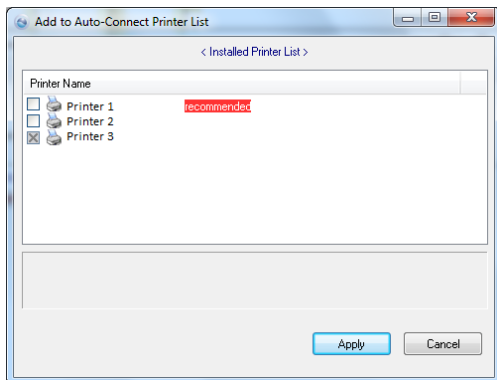 Add to Auto-Connect Printer List
< Installed Printer List >
Printer Name
Printer 1 recommended
Printer 2
Printer 3
Apply Cancel